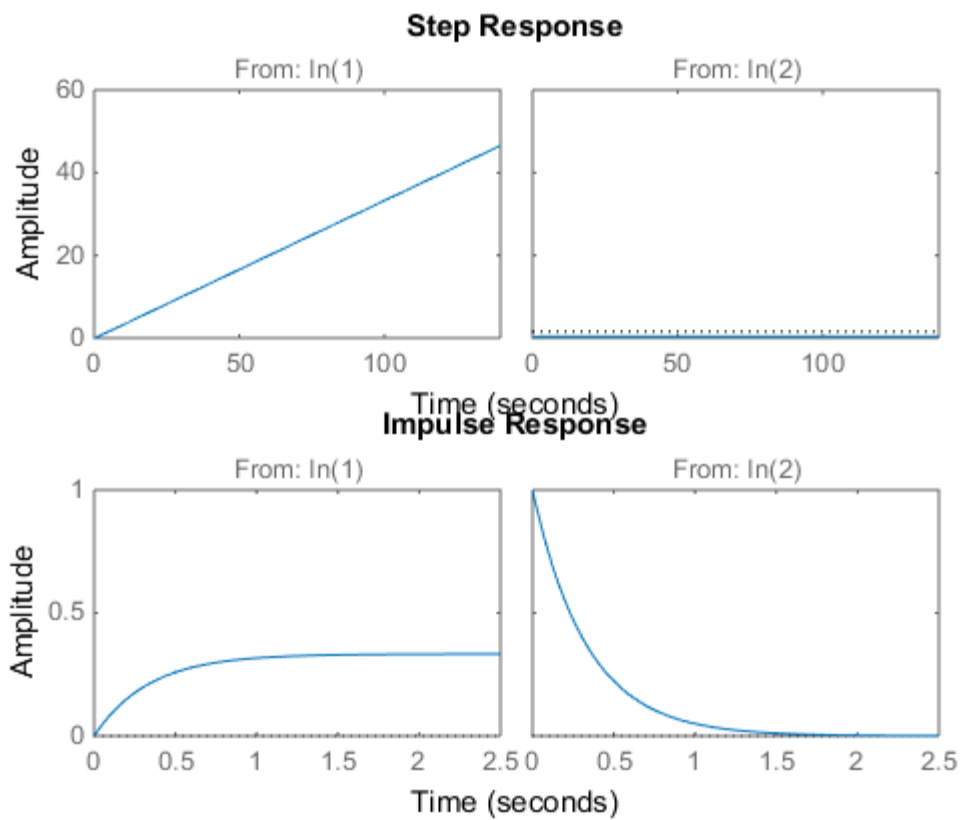 Step Response
From: In(1) From: In(2)
Amplitude
60
40
20
0
0 50 100 0 50 100
Time (seconds)
Impulse Response
From: In(1) From: In(2)
Amplitude
1
0.5
0
0 0.5 1 1.5 2 2.5 0 0.5 1 1.5 2 2.5
Time (seconds)